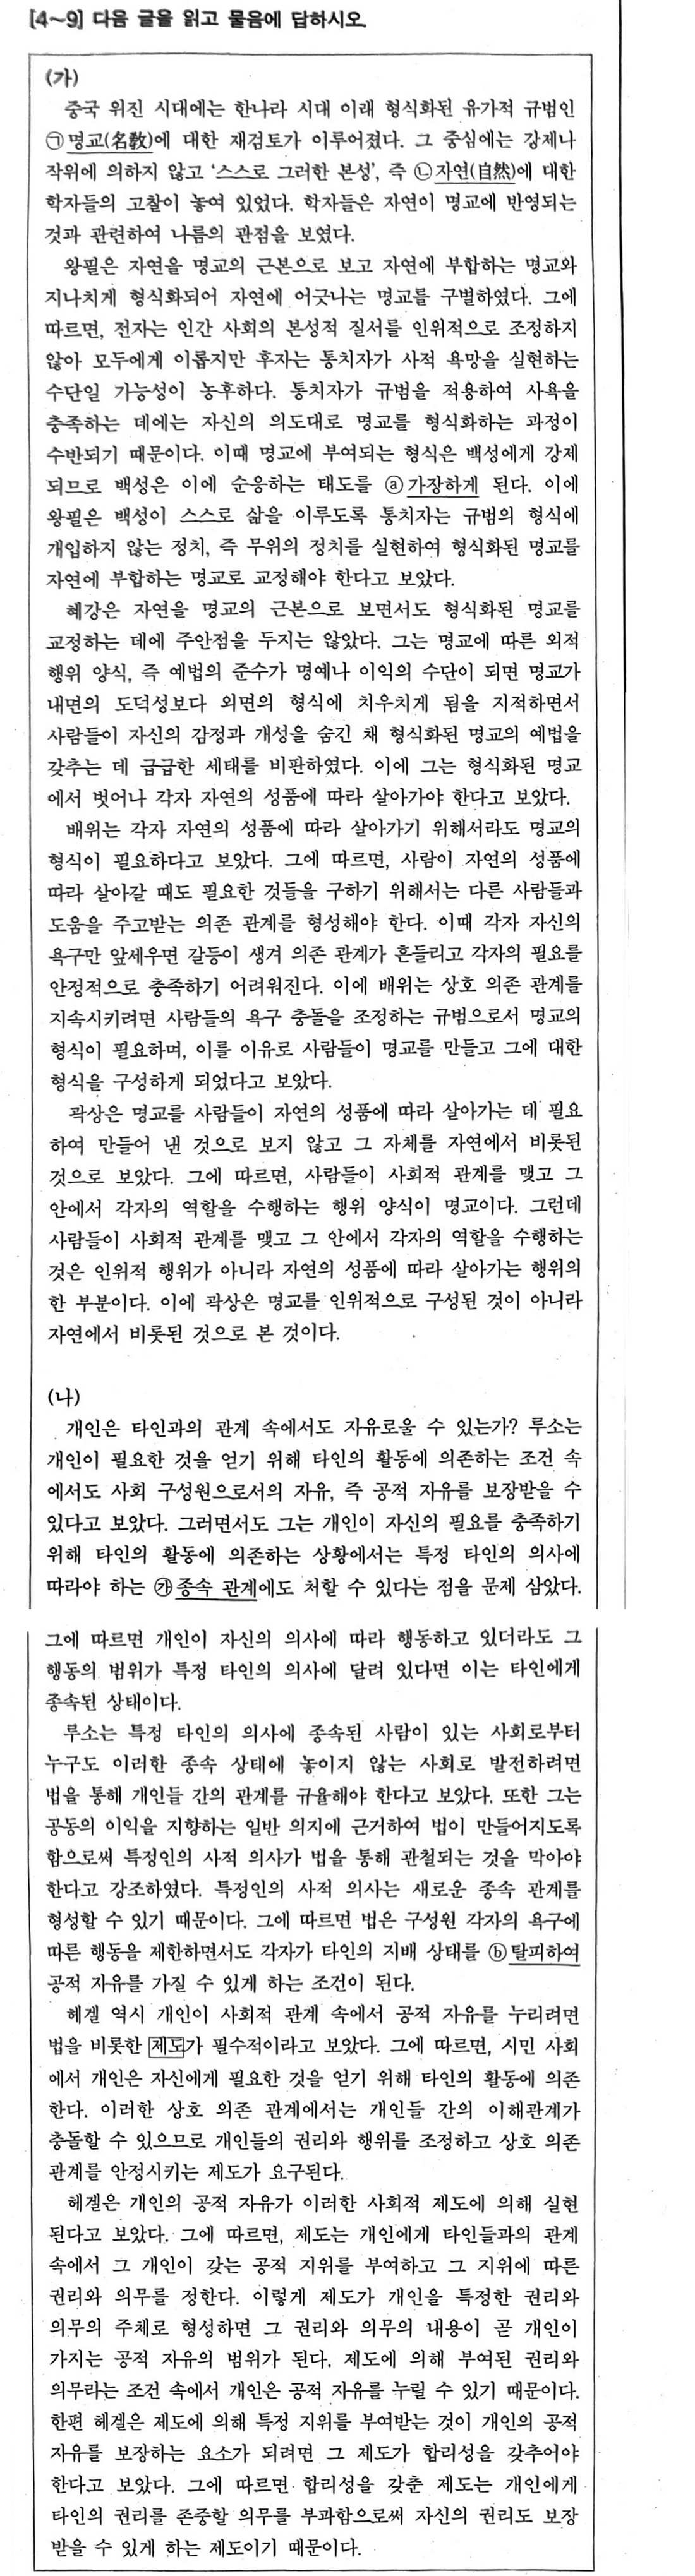 [4~9] 다음 글을 읽고 물음에 답하시오.
(가)
중국 위진 시대에는 한나라 시대 이래 형식화된 유가적 규범인
㉠명교(名敎)에 대한 재검토가 이루어졌다. 그 중심에는 강제나
작위에 의하지 않고 ‘스스로 그러한 본성’, 즉 ㉡자연(自然)에 대한
학자들의 고찰이 놓여 있었다. 학자들은 자연이 명교에 반영되는
것과 관련하여 나름의 관점을 보였다.
왕필은 자연을 명교의 근본으로 보고 자연에 부합하는 명교와
지나치게 형식화되어 자연에 어긋나는 명교를 구별하였다. 그에
따르면, 전자는 인간 사회의 본성적 질서를 인위적으로 조정하지
않아 모두에게 이롭지만 후자는 통치자가 사적 욕망을 실현하는
수단일 가능성이 농후하다. 통치자가 규범을 적용하여 사욕을
충족하는 데에는 자신의 의도대로 명교를 형식화하는 과정이
수반되기 때문이다. 이때 명교에 부여되는 형식은 백성에게 강제
되므로 백성은 이에 순응하는 태도를 ⓐ가장하게 된다. 이에
왕필은 백성이 스스로 삶을 이루도록 통치자는 규범의 형식에
개입하지 않는 정치, 즉 무위의 정치를 실현하여 형식화된 명교를
자연에 부합하는 명교로 교정해야 한다고 보았다.
혜강은 자연을 명교의 근본으로 보면서도 형식화된 명교를
교정하는 데에 주안점을 두지는 않았다. 그는 명교에 따른 외적
행위 양식, 즉 예법의 준수가 명예나 이익의 수단이 되면 명교가
내면의 도덕성보다 외면의 형식에 치우치게 됨을 지적하면서
사람들이 자신의 감정과 개성을 숨긴 채 형식화된 명교의 예법을
갖추는 데 급급한 세태를 비판하였다. 이에 그는 형식화된 명교
에서 벗어나 각자 자연의 성품에 따라 살아가야 한다고 보았다.
배위는 각자 자연의 성품에 따라 살아가기 위해서라도 명교의
형식이 필요하다고 보았다. 그에 따르면, 사람이 자연의 성품에
따라 살아갈 때도 필요한 것들을 구하기 위해서는 다른 사람들과
도움을 주고받는 의존 관계를 형성해야 한다. 이때 각자 자신의
욕구만 앞세우면 갈등이 생겨 의존 관계가 흔들리고 각자의 필요를
안정적으로 충족하기 어려워진다. 이에 배위는 상호 의존 관계를
지속시키려면 사람들의 욕구 충돌을 조정하는 규범으로서 명교의
형식이 필요하며, 이를 이유로 사람들이 명교를 만들고 그에 대한
형식을 구성하게 되었다고 보았다.
곽상은 명교를 사람들이 자연의 성품에 따라 살아가는 데 필요
하여 만들어 낸 것으로 보지 않고 그 자체를 자연에서 비롯된
것으로 보았다. 그에 따르면, 사람들이 사회적 관계를 맺고 그
안에서 각자의 역할을 수행하는 행위 양식이 명교이다. 그런데
사람들이 사회적 관계를 맺고 그 안에서 각자의 역할을 수행하는
것은 인위적 행위가 아니라 자연의 성품에 따라 살아가는 행위의
한 부분이다. 이에 곽상은 명교를 인위적으로 구성된 것이 아니라
자연에서 비롯된 것으로 본 것이다.
(나)
개인은 타인과의 관계 속에서도 자유로울 수 있는가? 루소는
개인이 필요한 것을 얻기 위해 타인의 활동에 의존하는 조건 속
에서도 사회 구성원으로서의 자유, 즉 공적 자유를 보장받을 수
있다고 보았다. 그러면서도 그는 개인이 자신의 필요를 충족하기
위해 타인의 활동에 의존하는 상황에서는 특정 타인의 의사에
따라야 하는 ㉮종속 관계에도 처할 수 있다는 점을 문제 삼았다.
그에 따르면 개인이 자신의 의사에 따라 행동하고 있더라도 그
행동의 범위가 특정 타인의 의사에 달려 있다면 이는 타인에게
종속된 상태이다.
루소는 특정 타인의 의사에 종속된 사람이 있는 사회로부터
누구도 이러한 종속 상태에 놓이지 않는 사회로 발전하려면
법을 통해 개인들 간의 관계를 규율해야 한다고 보았다. 또한 그는
공동의 이익을 지향하는 일반 의지에 근거하여 법이 만들어지도록
함으로써 특정인의 사적 의사가 법을 통해 관철되는 것을 막아야
한다고 강조하였다. 특정인의 사적 의사는 새로운 종속 관계를
형성할 수 있기 때문이다. 그에 따르면 법은 구성원 각자의 욕구에
따른 행동을 제한하면서도 각자가 타인의 지배 상태를 ⓑ탈피하여
공적 자유를 가질 수 있게 하는 조건이 된다.
헤겔 역시 개인이 사회적 관계 속에서 공적 자유를 누리려면
법을 비롯한 제도가 필수적이라고 보았다. 그에 따르면, 시민 사회
에서 개인은 자신에게 필요한 것을 얻기 위해 타인의 활동에 의존
한다. 이러한 상호 의존 관계에서는 개인들 간의 이해관계가
충돌할 수 있으므로 개인들의 권리와 행위를 조정하고 상호 의존
관계를 안정시키는 제도가 요구된다.
헤겔은 개인의 공적 자유가 이러한 사회적 제도에 의해 실현
된다고 보았다. 그에 따르면, 제도는 개인에게 타인들과의 관계
속에서 그 개인이 갖는 공적 지위를 부여하고 그 지위에 따른
권리와 의무를 정한다. 이렇게 제도가 개인을 특정한 권리와
의무의 주체로 형성하면 그 권리와 의무의 내용이 곧 개인이
가지는 공적 자유의 범위가 된다. 제도에 의해 부여된 권리와
의무라는 조건 속에서 개인은 공적 자유를 누릴 수 있기 때문이다.
한편 헤겔은 제도에 의해 특정 지위를 부여받는 것이 개인의 공적
자유를 보장하는 요소가 되려면 그 제도가 합리성을 갖추어야
한다고 보았다. 그에 따르면 합리성을 갖춘 제도는 개인에게
타인의 권리를 존중할 의무를 부과함으로써 자신의 권리도 보장
받을 수 있게 하는 제도이기 때문이다.